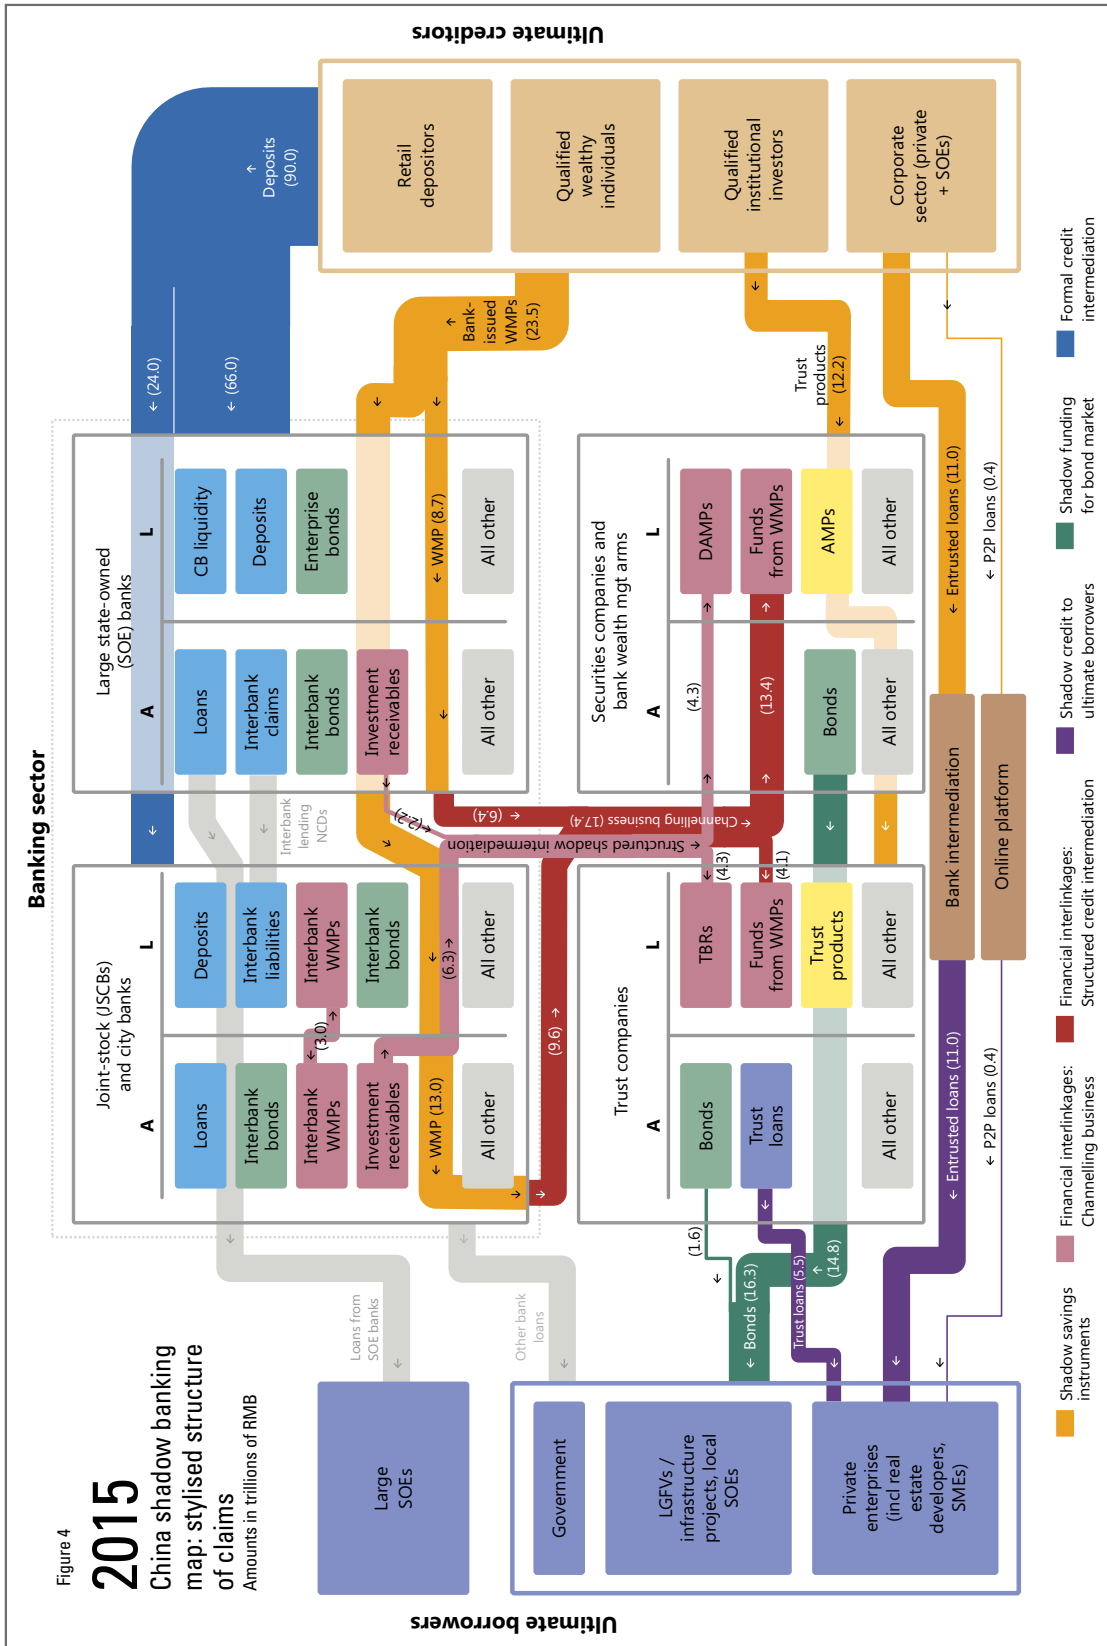 Figure 4
2015
China shadow banking
map: stylised structure
of claims
Amounts in trillions of RMB
Banking sector
Ultimate borrowers
Large
SOEs
Government
LGFVs /
infrastructure
projects, local
SOEs
Private
enterprises
(incl real
estate
developers,
SMEs)
Loans from
SOE banks
Other bank
loans
← Bonds (16.3)
(1.6)
↑
(14.8)
Trust loans (5.5)
← Entrusted loans (11.0)
← P2P loans (0.4)
Joint-stock (JSCBs)
and city banks
A
L
Loans
Interbank
bonds
Interbank
WMPs
Investment
receivables
All other
Deposits
Interbank
liabilities
Interbank
WMPs
Interbank
bonds
All other
(3.0)
(6.3) →
← WMP (13.0)
(9.6) →
Trust companies
A
L
Bonds
Trust
loans
All other
TBRs
Funds
from WMPs
Trust
products
All other
Interbank
lending
NCDs
(2.2) →
Structured shadow intermediation →
(6.4) →
Channelling business (17.4) →
(4.3)
(4.1)
Large state-owned
(SOE) banks
A
L
Loans
Interbank
claims
Interbank
bonds
Investment
receivables
All other
CB liquidity
Deposits
Enterprise
bonds
All other
← WMP (8.7)
Securities companies and
bank wealth mgt arms
A
L
(4.3)
(13.4)
Bonds
All other
DAMPs
Funds
from WMPs
AMPs
All other
Bank intermediation
Online platform
← (24.0)
← (66.0)
↑
Deposits
(90.0)
↑
Bank-
issued
WMPs
(23.5)
Trust
products
(12.2)
← Entrusted loans (11.0)
← P2P loans (0.4)
Ultimate creditors
Retail
depositors
Qualified
wealthy
individuals
Qualified
institutional
investors
Corporate
sector (private
+ SOEs)
Shadow savings
instruments
Financial interlinkages:
Channelling business
Financial interlinkages:
Structured credit intermediation
Shadow credit to
ultimate borrowers
Shadow funding
for bond market
Formal credit
intermediation